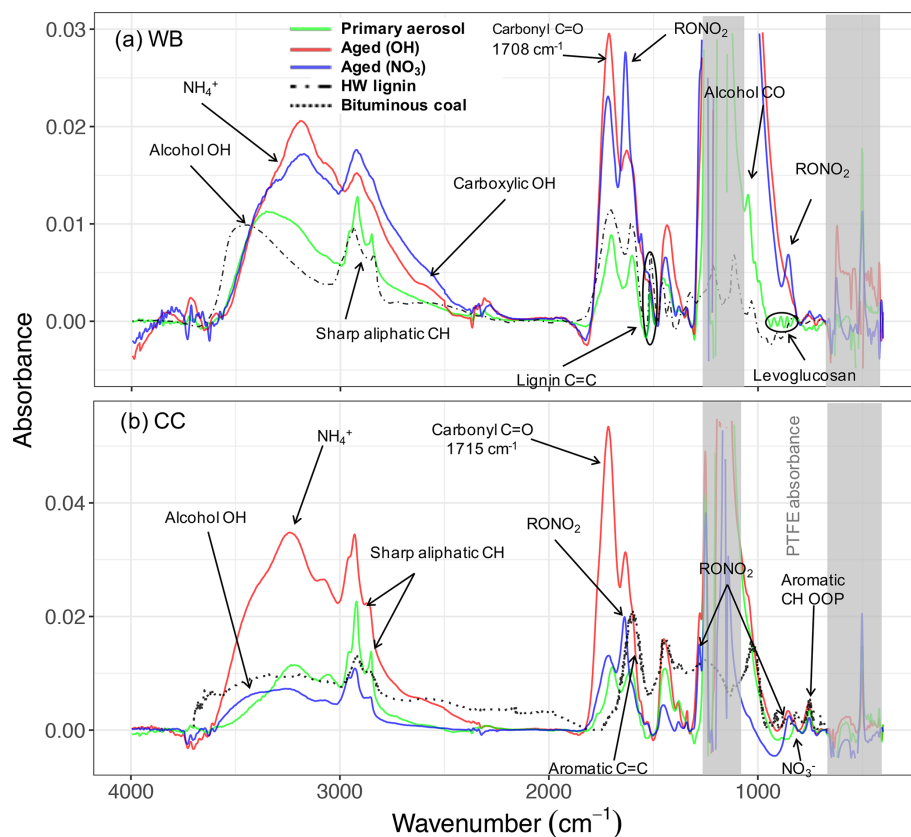 (a) WB
Primary aerosol
Aged (OH)
Aged (NO₃)
HW lignin
Bituminous coal
Carbonyl C=O
1708 cm⁻¹
RONO₂
NH₄⁺
Alcohol OH
Alcohol CO
Carboxylic OH
RONO₂
Sharp aliphatic CH
Lignin C=C
Levoglucosan
0.03
0.02
0.01
0.00
Absorbance
(b) CC
NH₄⁺
Carbonyl C=O
1715 cm⁻¹
PTFE absorbance
Alcohol OH
RONO₂
Sharp aliphatic CH
RONO₂
Aromatic
CH OOP
Aromatic C=C
NO₃⁻
0.04
0.02
0.00
4000
3000
2000
1000
Wavenumber (cm⁻¹)